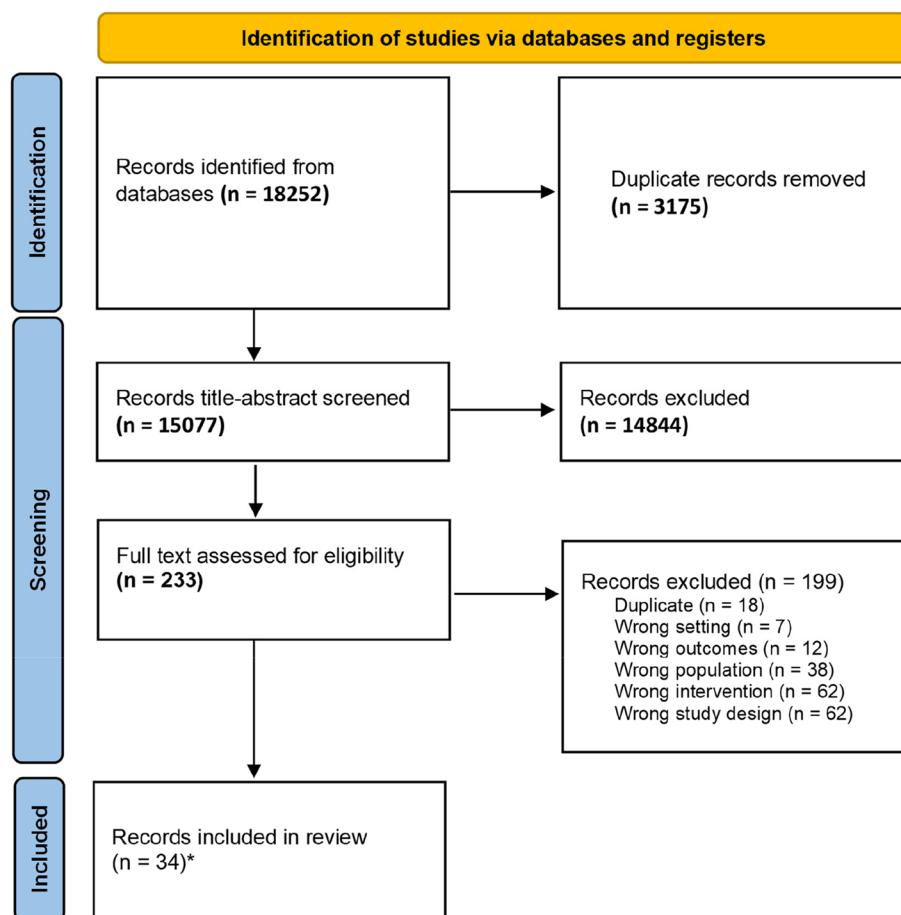 Identification of studies via databases and registers
Identification
Records identified from
databases (n = 18252)
Duplicate records removed
(n = 3175)
Screening
Records title-abstract screened
(n = 15077)
Records excluded
(n = 14844)
Full text assessed for eligibility
(n = 233)
Records excluded (n = 199)
Duplicate (n = 18)
Wrong setting (n = 7)
Wrong outcomes (n = 12)
Wrong population (n = 38)
Wrong intervention (n = 62)
Wrong study design (n = 62)
Included
Records included in review
(n = 34)*